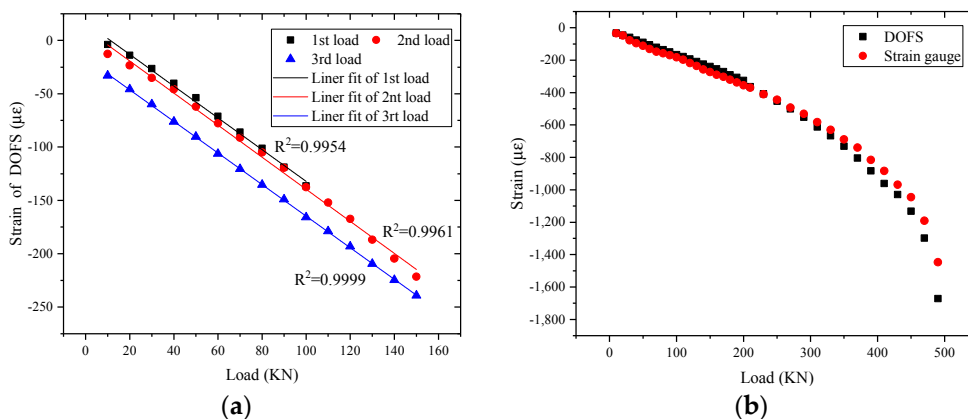 0
-50
-100
-150
-200
-250
Strain of DOFS (με)
1st load 2nd load
3rd load
Liner fit of 1st load
Liner fit of 2nt load
Liner fit of 3rt load
R²=0.9954
R²=0.9961
R²=0.9999
0 20 40 60 80 100 120 140 160
Load (KN)
(a)
0
-200
-400
-600
-800
-1,000
-1,200
-1,400
-1,600
-1,800
Strain (με)
DOFS
Strain gauge
0 100 200 300 400 500
Load (KN)
(b)